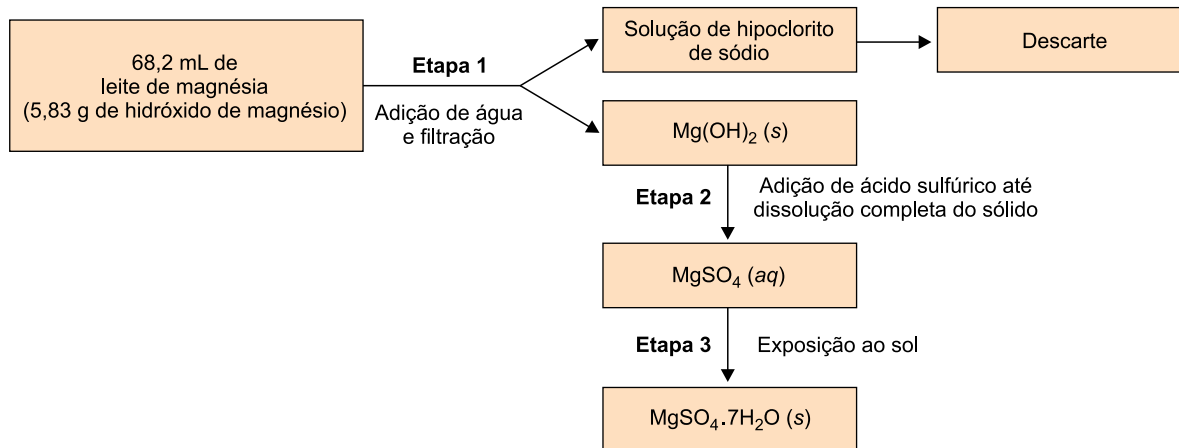 68,2 mL de
leite de magnésia
(5,83 g de hidróxido de magnésio)
Etapa 1
Adição de água
e filtração
Solução de hipoclorito
de sódio
Descarte
Mg(OH)₂ (s)
Etapa 2
Adição de ácido sulfúrico até
dissolução completa do sólido
MgSO₄ (aq)
Etapa 3
Exposição ao sol
MgSO₄.7H₂O (s)